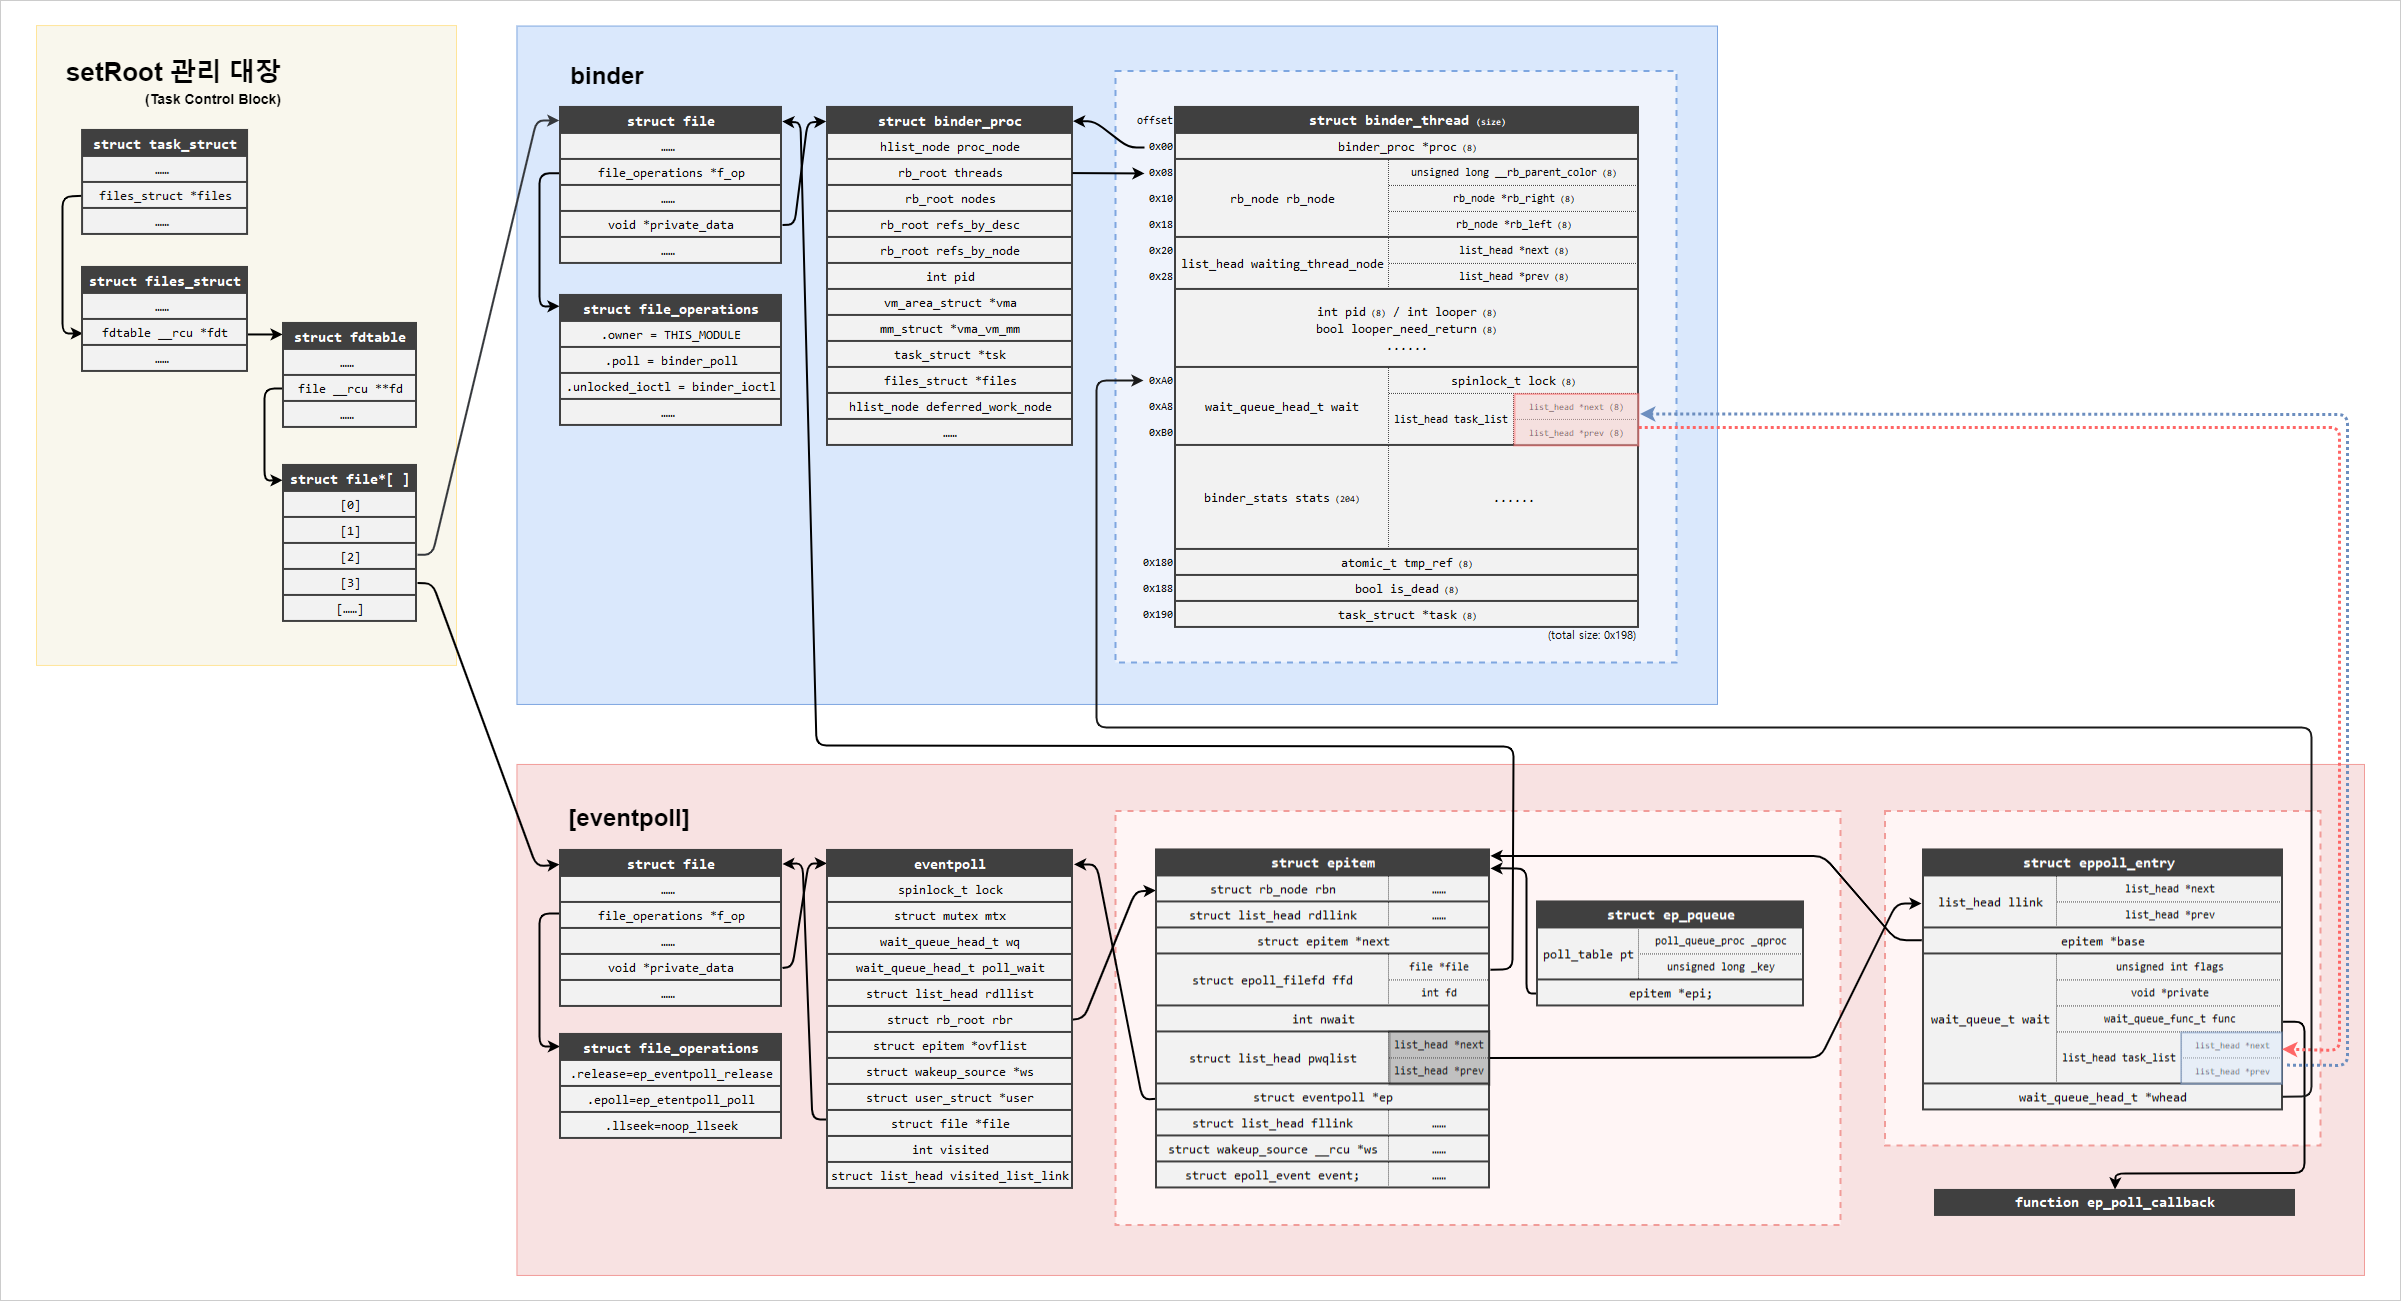 setRoot 관리 대장
(Task Control Block)
struct task_struct
......
files_struct *files
......
struct files_struct
......
fdtable __rcu *fdt
......
struct fdtable
......
file __rcu **fd
......
struct file*[ ]
[0]
[1]
[2]
[3]
[......]
binder
struct file
......
file_operations *f_op
......
void *private_data
......
struct file_operations
.owner = THIS_MODULE
.poll = binder_poll
.unlocked_ioctl = binder_ioctl
......
struct binder_proc
hlist_node proc_node
rb_root threads
rb_root nodes
rb_root refs_by_desc
rb_root refs_by_node
int pid
vm_area_struct *vma
mm_struct *vma_vm_mm
task_struct *tsk
files_struct *files
hlist_node deferred_work_node
......
offset
struct binder_thread (size)
0x00
binder_proc *proc (8)
0x08
0x10
0x18
rb_node rb_node
unsigned long __rb_parent_color (8)
rb_node *rb_right (8)
rb_node *rb_left (8)
0x20
0x28
list_head waiting_thread_node
list_head *next (8)
list_head *prev (8)
int pid (8) / int looper (8)
bool looper_need_return (8)
......
0xA0
0xA8
0xB0
wait_queue_head_t wait
spinlock_t lock (8)
list_head task_list
list_head *next (8)
list_head *prev (8)
binder_stats stats (204)
......
0x180
atomic_t tmp_ref (8)
0x188
bool is_dead (8)
0x190
task_struct *task (8)
(total size: 0x198)
[eventpoll]
struct file
......
file_operations *f_op
......
void *private_data
......
struct file_operations
.release=ep_eventpoll_release
.epoll=ep_etentpoll_poll
.llseek=noop_llseek
eventpoll
spinlock_t lock
struct mutex mtx
wait_queue_head_t wq
wait_queue_head_t poll_wait
struct list_head rdllist
struct rb_root rbr
struct epitem *ovflist
struct wakeup_source *ws
struct user_struct *user
struct file *file
int visited
struct list_head visited_list_link
struct epitem
struct rb_node rbn
......
struct list_head rdllink
......
struct epitem *next
struct epoll_filefd ffd
file *file
int fd
int nwait
struct list_head pwqlist
list_head *next
list_head *prev
struct eventpoll *ep
struct list_head fllink
......
struct wakeup_source __rcu *ws
......
struct epoll_event event;
......
struct ep_pqueue
poll_table pt
poll_queue_proc _qproc
unsigned long _key
epitem *epi;
struct eppoll_entry
list_head llink
list_head *next
list_head *prev
epitem *base
wait_queue_t wait
unsigned int flags
void *private
wait_queue_func_t func
list_head task_list
list_head *next
list_head *prev
wait_queue_head_t *whead
function ep_poll_callback